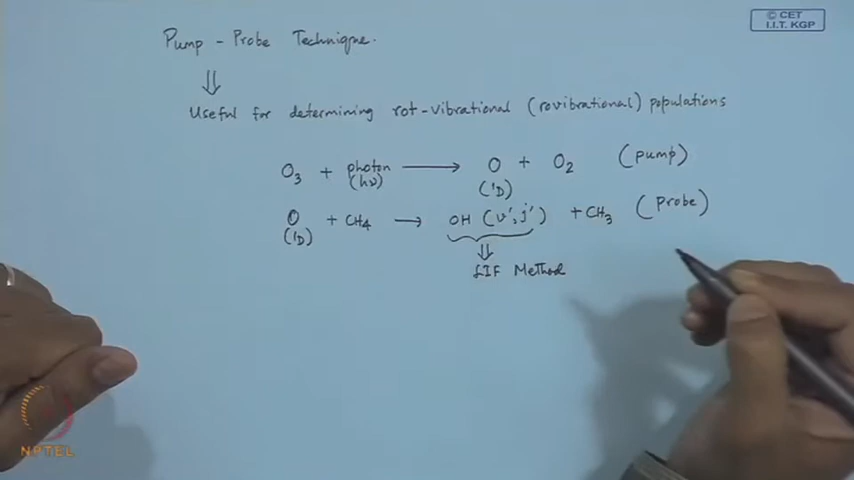 © CET
I.I.T. KGP
Pump - Probe Technique.
⇓
Useful for determining rot-vibrational (rovibrational) populations
O₃ + photon (hν) ⟶ O (¹D) + O₂ (pump)
O (¹D) + CH₄ ⟶ OH (v', j') + CH₃ (probe)
⇓
LIF Method
NPTEL